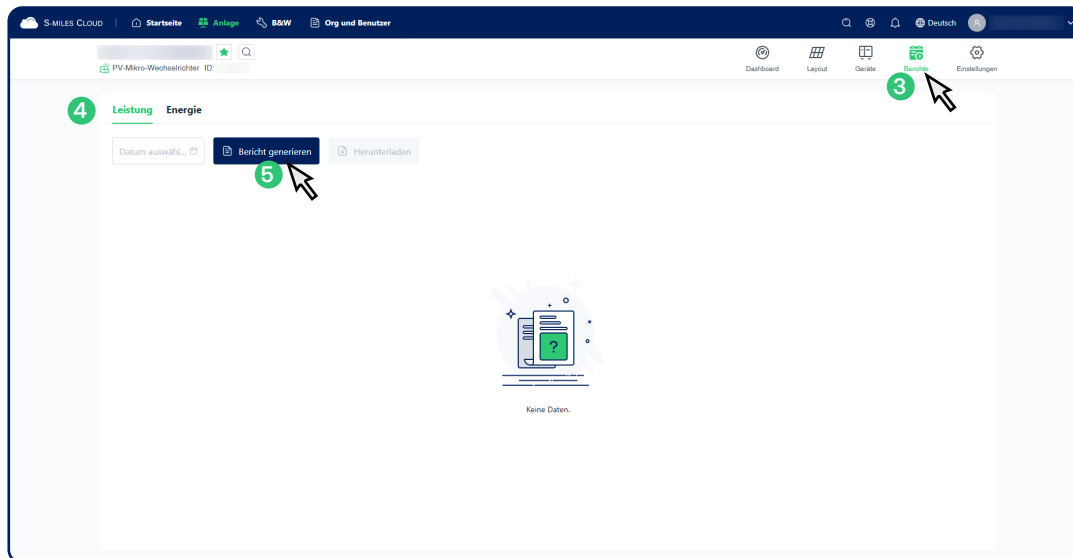 S-MILES CLOUD Startseite Anlage B&W Org und Benutzer Deutsch
PV-Mikro-Wechselrichter ID:
Dashboard Layout Geräte Berichte Einstellungen
3
4 Leistung Energie
Datum auswähl... Bericht generieren Herunterladen
5
?
Keine Daten.